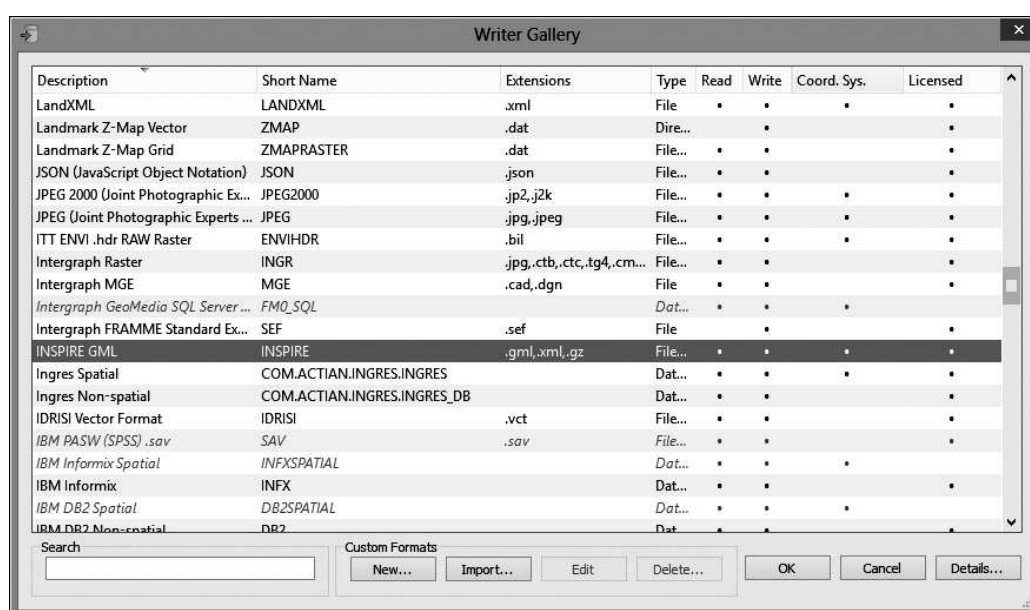 Writer Gallery
Description Short Name Extensions Type Read Write Coord. Sys. Licensed
LandXML LANDXML .xml File • • • •
Landmark Z-Map Vector ZMAP .dat Dire... • •
Landmark Z-Map Grid ZMAPRASTER .dat File... • • •
JSON (JavaScript Object Notation) JSON .json File... • • •
JPEG 2000 (Joint Photographic Ex... JPEG2000 .jp2,.j2k File... • • • •
JPEG (Joint Photographic Experts ... JPEG .jpg,.jpeg File... • • • •
ITT ENVI .hdr RAW Raster ENVIHDR .bil File... • • • •
Intergraph Raster INGR .jpg,.ctb,.ctc,.tg4,.cm... File... • • •
Intergraph MGE MGE .cad,.dgn File • • •
Intergraph GeoMedia SQL Server ... FM0_SQL Dat... • • •
Intergraph FRAMME Standard Ex... SEF .sef File • •
INSPIRE GML INSPIRE .gml,.xml,.gz File... • • • •
Ingres Spatial COM.ACTIAN.INGRES.INGRES Dat... • • • •
Ingres Non-spatial COM.ACTIAN.INGRES.INGRES_DB Dat... • • •
IDRISI Vector Format IDRISI .vct File... • • •
IBM PASW (SPSS) .sav SAV .sav File... • • •
IBM Informix Spatial INFXSPATIAL Dat... • • •
IBM Informix INFX Dat... • • •
IBM DB2 Spatial DB2SPATIAL Dat... • • •
IBM DB2 Non-spatial DB2 Dat • • •
Search Custom Formats
New... Import... Edit Delete... OK Cancel Details...